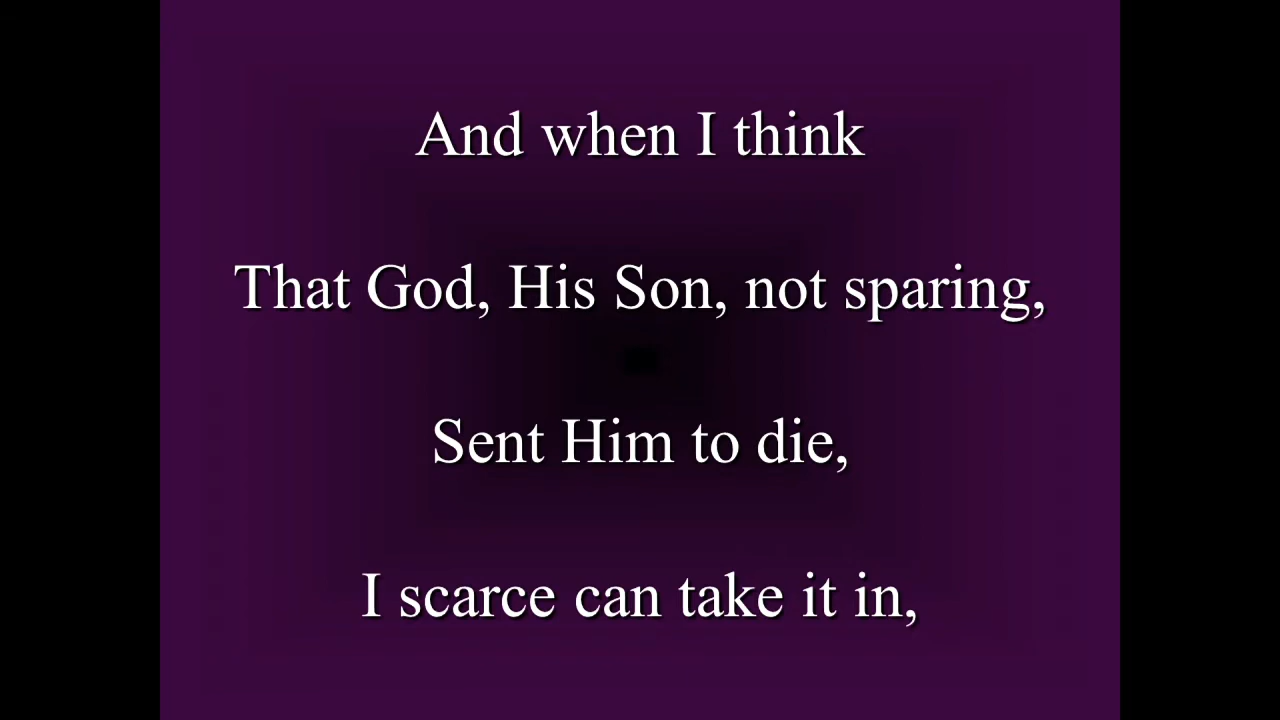 And when I think
That God, His Son, not sparing,
Sent Him to die,
I scarce can take it in,